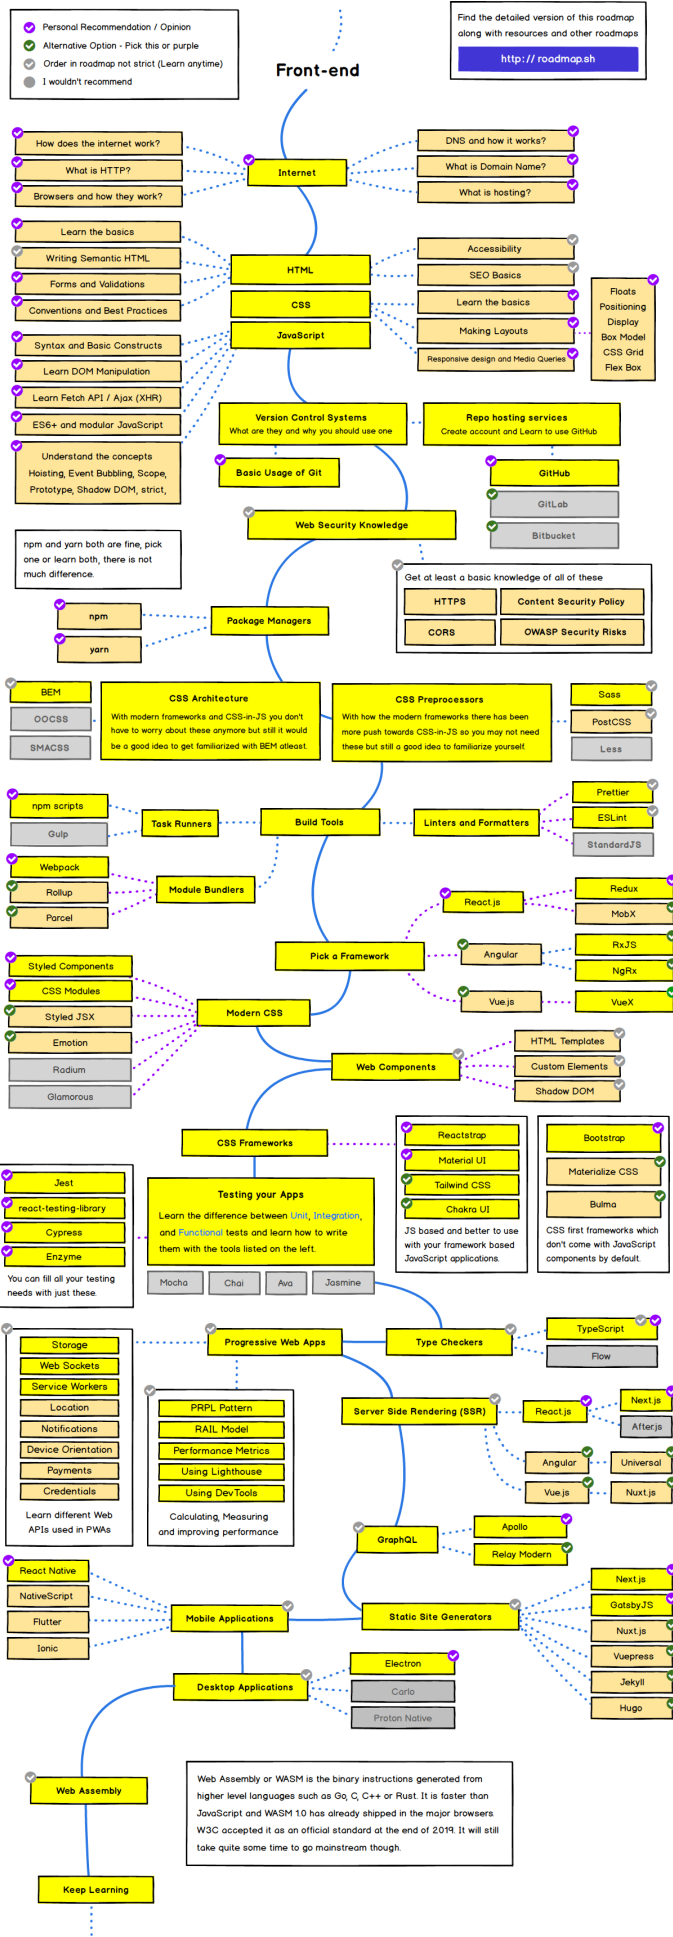 Personal Recommendation / Opinion
Alternative Option - Pick this or purple
Order in roadmap not strict (Learn anytime)
I wouldn't recommend
Find the detailed version of this roadmap
along with resources and other roadmaps
http:// roadmap.sh
Front-end
How does the internet work?
What is HTTP?
Browsers and how they work?
Internet
DNS and how it works?
What is Domain Name?
What is hosting?
Learn the basics
Writing Semantic HTML
Forms and Validations
Conventions and Best Practices
HTML
CSS
JavaScript
Accessibility
SEO Basics
Learn the basics
Making Layouts
Responsive design and Media Queries
Floats
Positioning
Display
Box Model
CSS Grid
Flex Box
Syntax and Basic Constructs
Learn DOM Manipulation
Learn Fetch API / Ajax (XHR)
ES6+ and modular JavaScript
Understand the concepts
Hoisting, Event Bubbling, Scope,
Prototype, Shadow DOM, strict,
Version Control Systems
What are they and why you should use one
Basic Usage of Git
Repo hosting services
Create account and Learn to use GitHub
GitHub
GitLab
Bitbucket
Web Security Knowledge
Get at least a basic knowledge of all of these
HTTPS
Content Security Policy
CORS
OWASP Security Risks
npm and yarn both are fine, pick
one or learn both, there is not
much difference.
npm
yarn
Package Managers
BEM
OOCSS
SMACSS
CSS Architecture
With modern frameworks and CSS-in-JS you don't
have to worry about these anymore but still it would
be a good idea to get familiarized with BEM atleast.
CSS Preprocessors
With how the modern frameworks there has been
more push towards CSS-in-JS so you may not need
these but still a good idea to familiarize yourself.
Sass
PostCSS
Less
npm scripts
Gulp
Task Runners
Build Tools
Linters and Formatters
Prettier
ESLint
StandardJS
Webpack
Rollup
Parcel
Module Bundlers
Pick a Framework
React.js
Redux
MobX
Angular
RxJS
NgRx
Vue.js
VueX
Styled Components
CSS Modules
Styled JSX
Emotion
Radium
Glamorous
Modern CSS
Web Components
HTML Templates
Custom Elements
Shadow DOM
CSS Frameworks
Reactstrap
Material UI
Tailwind CSS
Chakra UI
JS based and better to use
with your framework based
JavaScript applications.
Bootstrap
Materialize CSS
Bulma
CSS first frameworks which
don't come with JavaScript
components by default.
Jest
react-testing-library
Cypress
Enzyme
You can fill all your testing
needs with just these.
Testing your Apps
Learn the difference between Unit, Integration,
and Functional tests and learn how to write
them with the tools listed on the left.
Mocha
Chai
Ava
Jasmine
Progressive Web Apps
Type Checkers
TypeScript
Flow
Storage
Web Sockets
Service Workers
Location
Notifications
Device Orientation
Payments
Credentials
Learn different Web
APIs used in PWAs
PRPL Pattern
RAIL Model
Performance Metrics
Using Lighthouse
Using DevTools
Calculating, Measuring
and improving performance
Server Side Rendering (SSR)
React.js
Next.js
After.js
Angular
Universal
Vue.js
Nuxt.js
GraphQL
Apollo
Relay Modern
React Native
NativeScript
Flutter
Ionic
Mobile Applications
Static Site Generators
Next.js
GatsbyJS
Nuxt.js
Vuepress
Jekyll
Hugo
Desktop Applications
Electron
Carlo
Proton Native
Web Assembly
Web Assembly or WASM is the binary instructions generated from
higher level languages such as Go, C, C++ or Rust. It is faster than
JavaScript and WASM 1.0 has already shipped in the major browsers.
W3C accepted it as an official standard at the end of 2019. It will still
take quite some time to go mainstream though.
Keep Learning